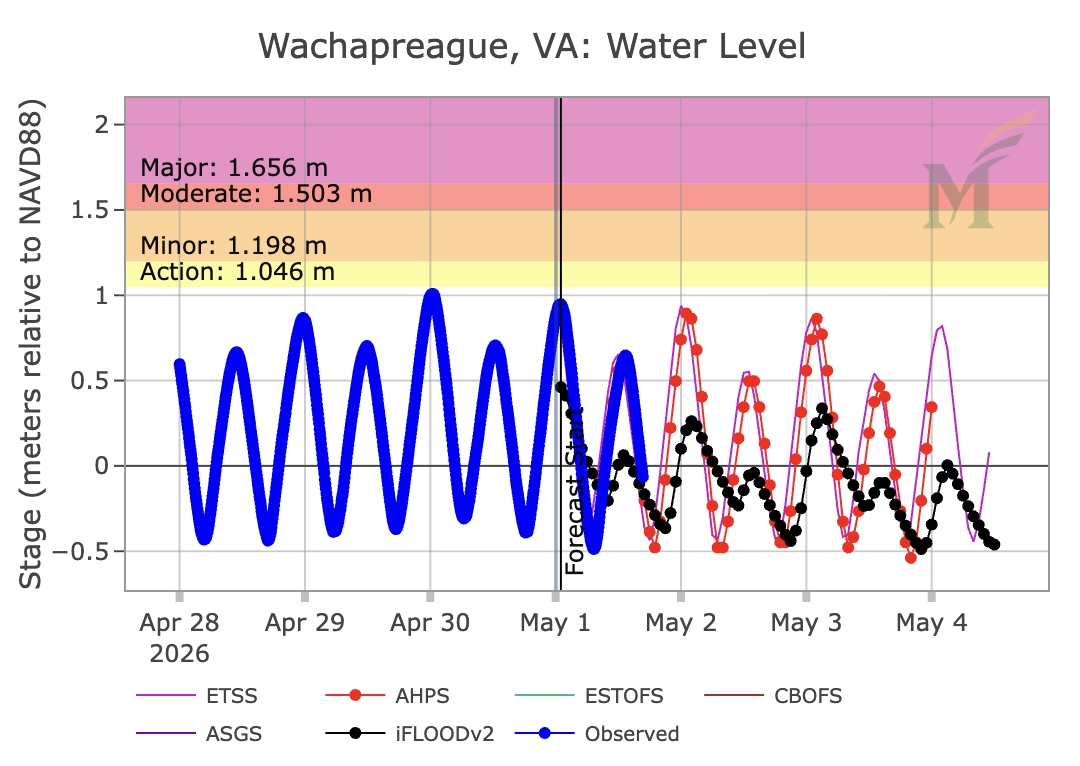 Wachapreague, VA: Water Level
Stage (meters relative to NAVD88)
2
1.5
1
0.5
0
−0.5
Major: 1.656 m
Moderate: 1.503 m
Minor: 1.198 m
Action: 1.046 m
M
Forecast Start
Apr 28
2026
Apr 29
Apr 30
May 1
May 2
May 3
May 4
ETSS
AHPS
ESTOFS
CBOFS
ASGS
iFLOODv2
Observed